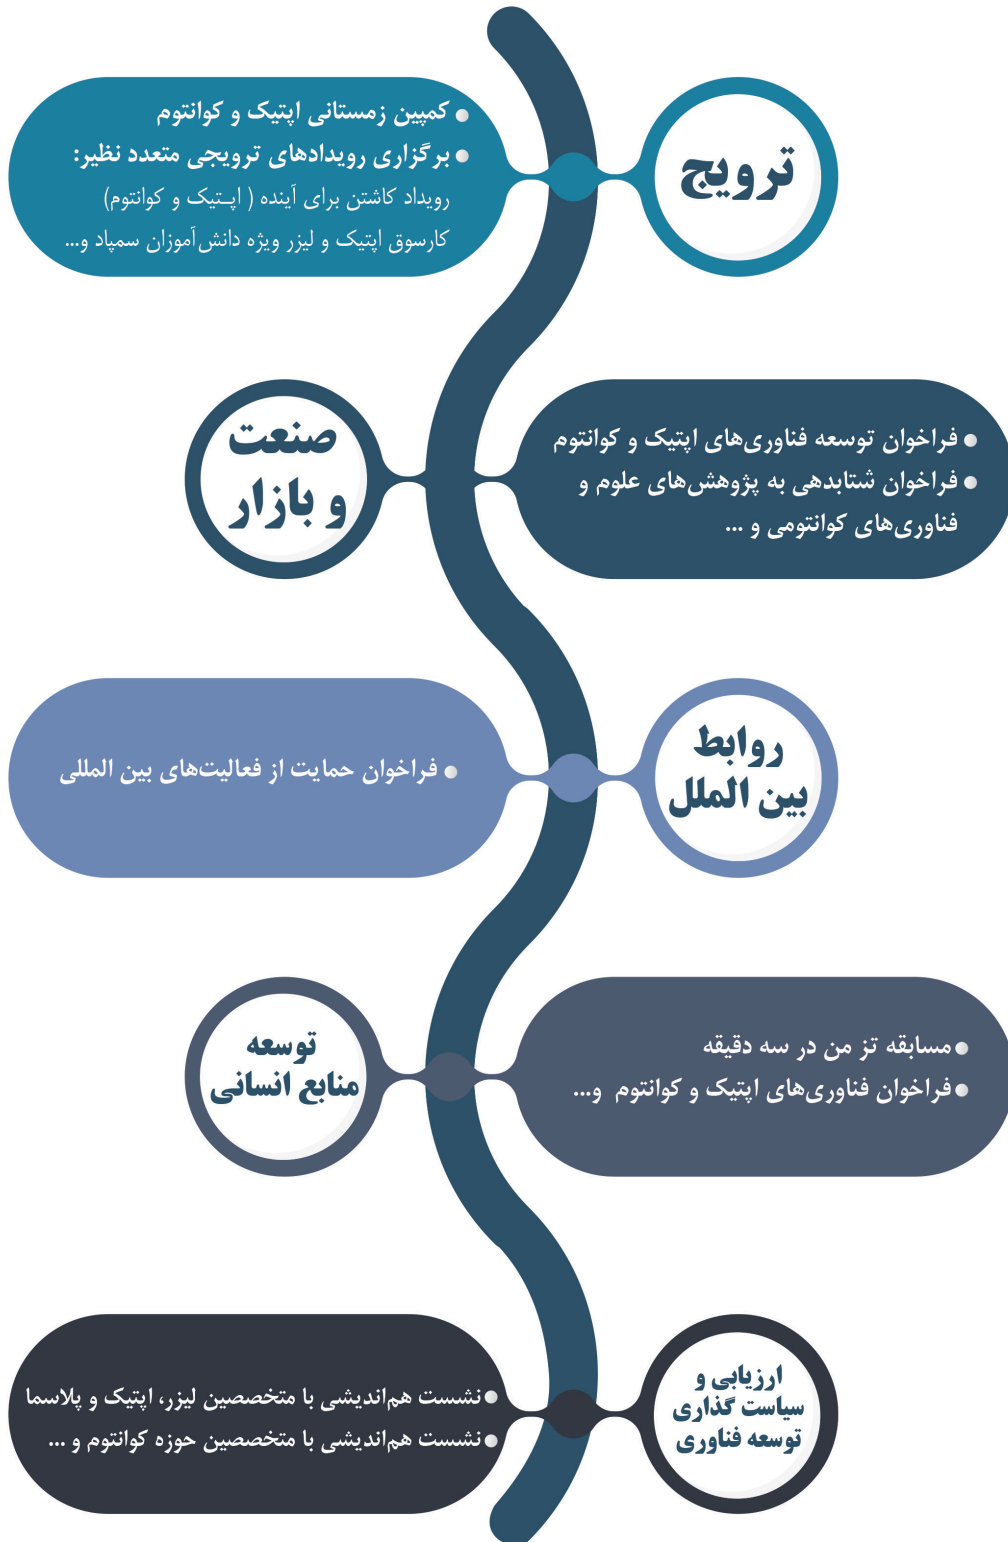 ترویج
کمپین زمستانی اپتیک و کوانتوم
برگزاری رویدادهای ترویجی متعدد نظیر:
رویداد کاشتن برای آینده ( اپـتیک و کوانتوم)
کارسوق اپتیک و لیزر ویژه دانش‌آموزان سمپاد و...
صنعت
و بازار
فراخوان توسعه فناوری‌های اپتیک و کوانتوم
فراخوان شتابدهی به پژوهش‌های علوم و
فناوری‌های کوانتومی و ...
روابط
بین الملل
فراخوان حمایت از فعالیت‌های بین المللی
توسعه
منابع انسانی
مسابقه تز من در سه دقیقه
فراخوان فناوری‌های اپتیک و کوانتوم و...
ارزیابی و
سیاست گذاری
توسعه فناوری
نشست هم‌اندیشی با متخصصین لیزر، اپتیک و پلاسما
نشست هم‌اندیشی با متخصصین حوزه کوانتوم و ...